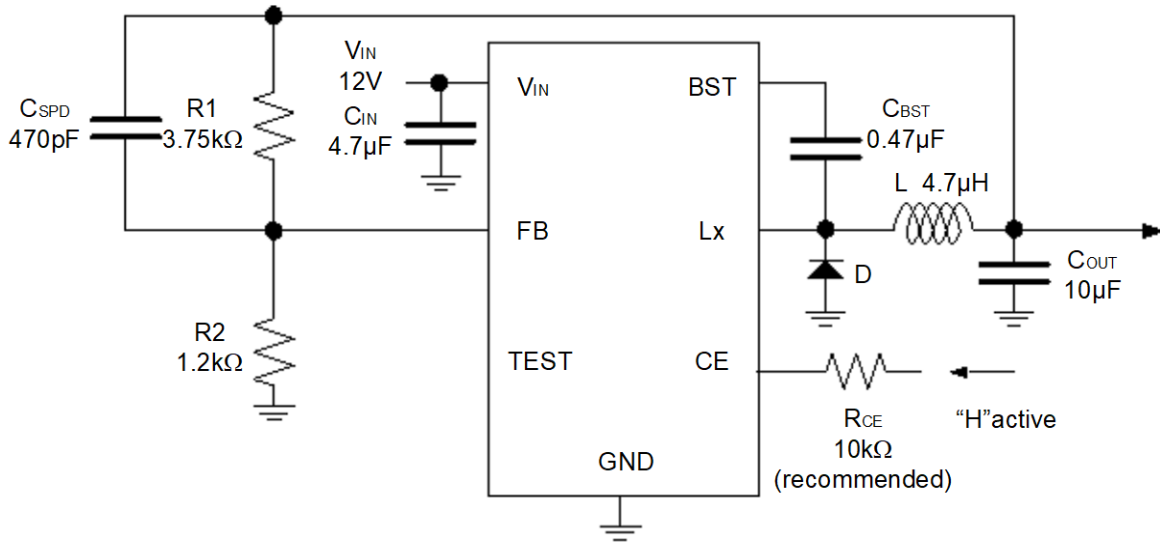 CSPD
470pF
R1
3.75kΩ
VIN
12V
CIN
4.7µF
VIN
BST
CBST
0.47µF
L 4.7µH
FB
Lx
D
COUT
10µF
R2
1.2kΩ
TEST
CE
RCE
10kΩ
(recommended)
“H”active
GND